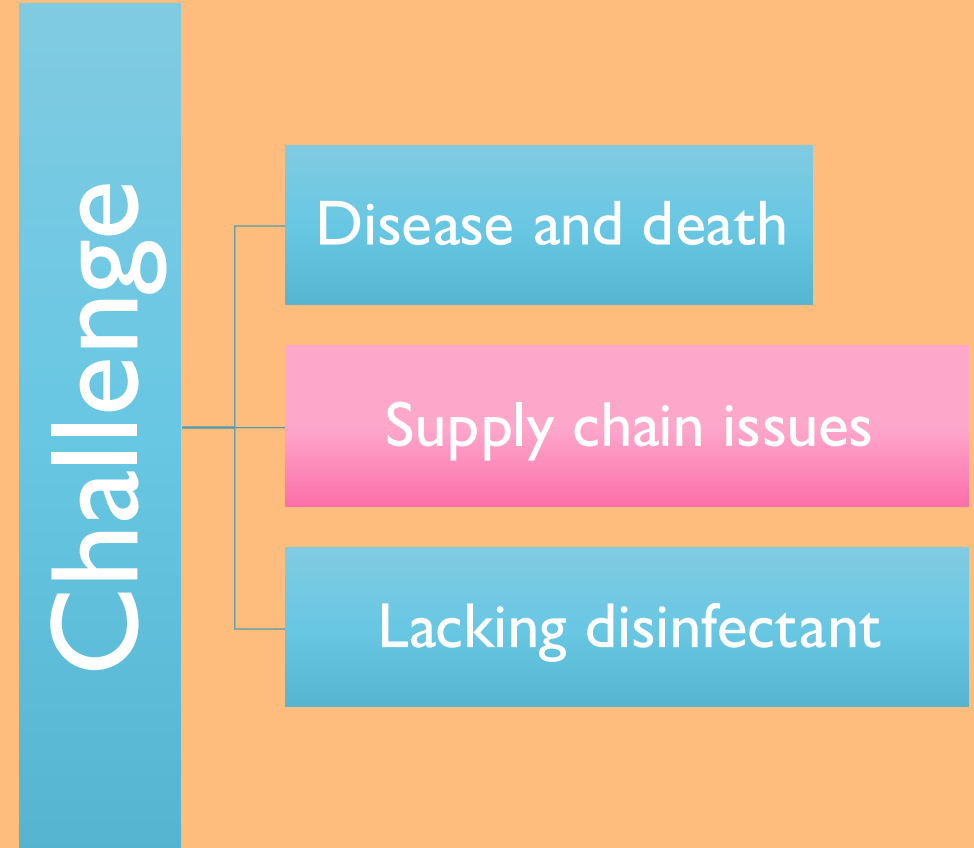 Challenge
Disease and death
Supply chain issues
Lacking disinfectant